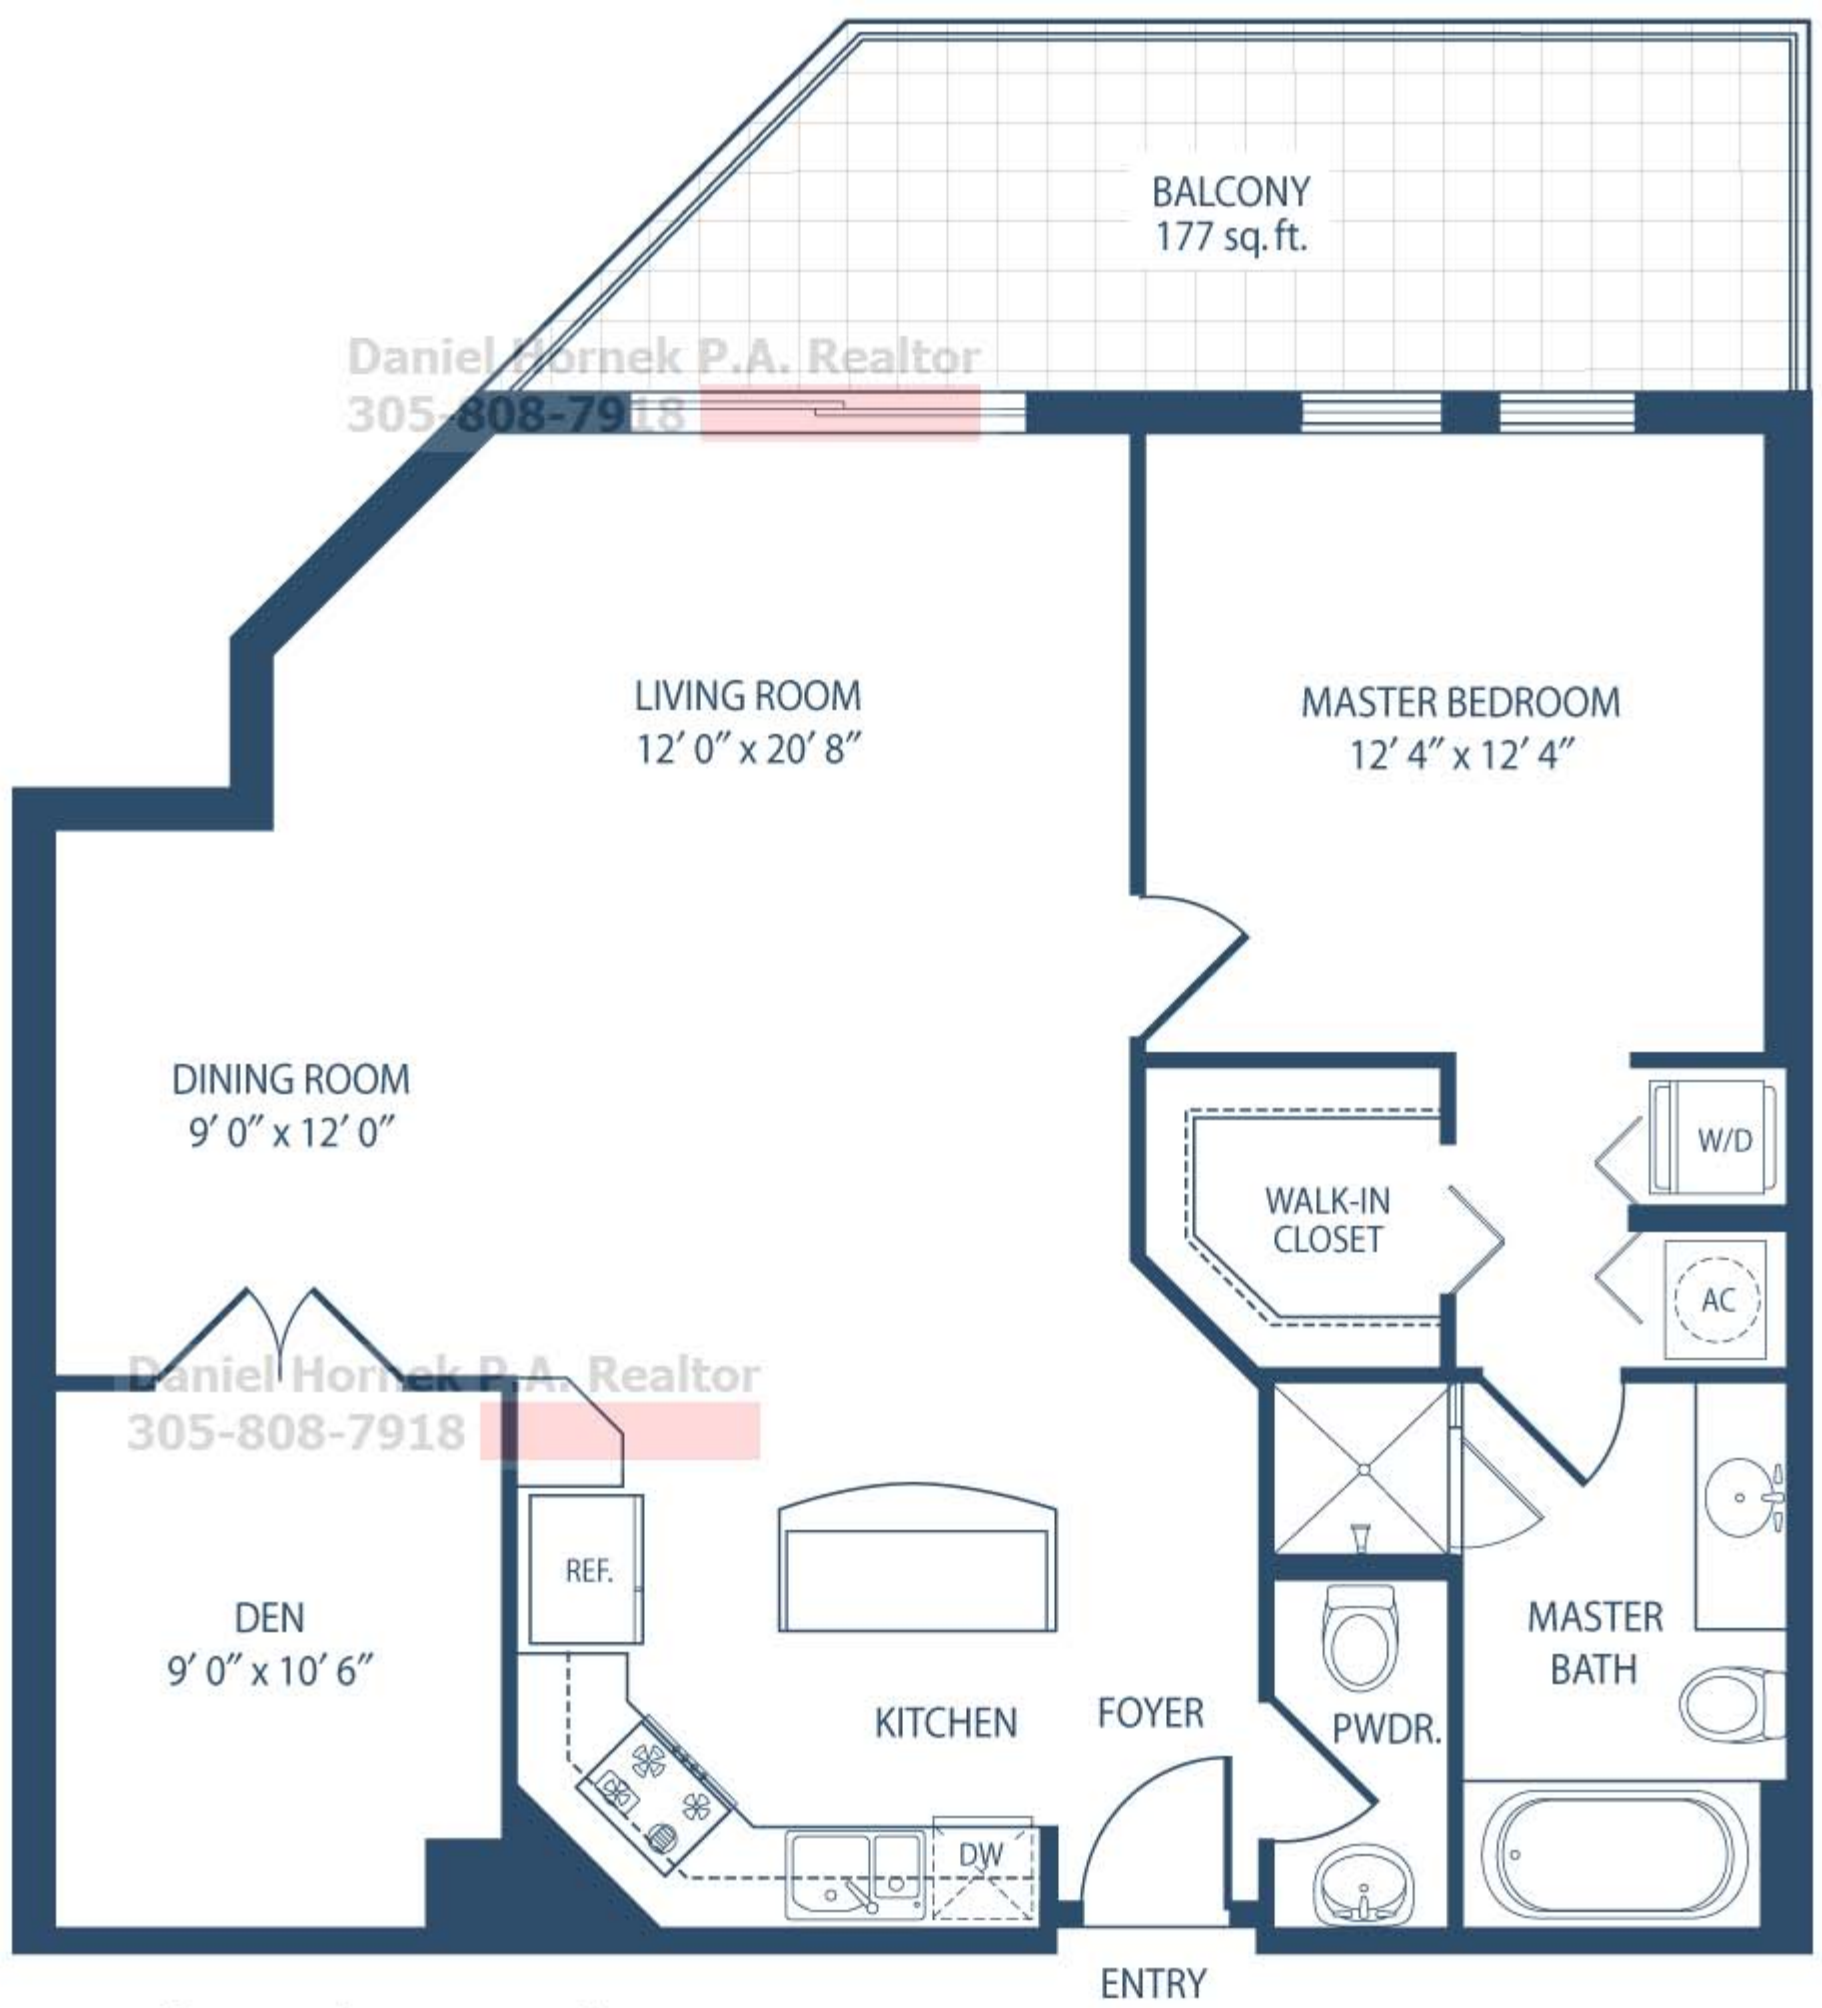 BALCONY
177 sq. ft.
Daniel Hornek P.A. Realtor
305-808-7918
LIVING ROOM
12′ 0″ x 20′ 8″
MASTER BEDROOM
12′ 4″ x 12′ 4″
DINING ROOM
9′ 0″ x 12′ 0″
W/D
WALK-IN
CLOSET
AC
Daniel Hornek P.A. Realtor
305-808-7918
REF.
DEN
9′ 0″ x 10′ 6″
MASTER
BATH
KITCHEN
FOYER
PWDR.
DW
ENTRY